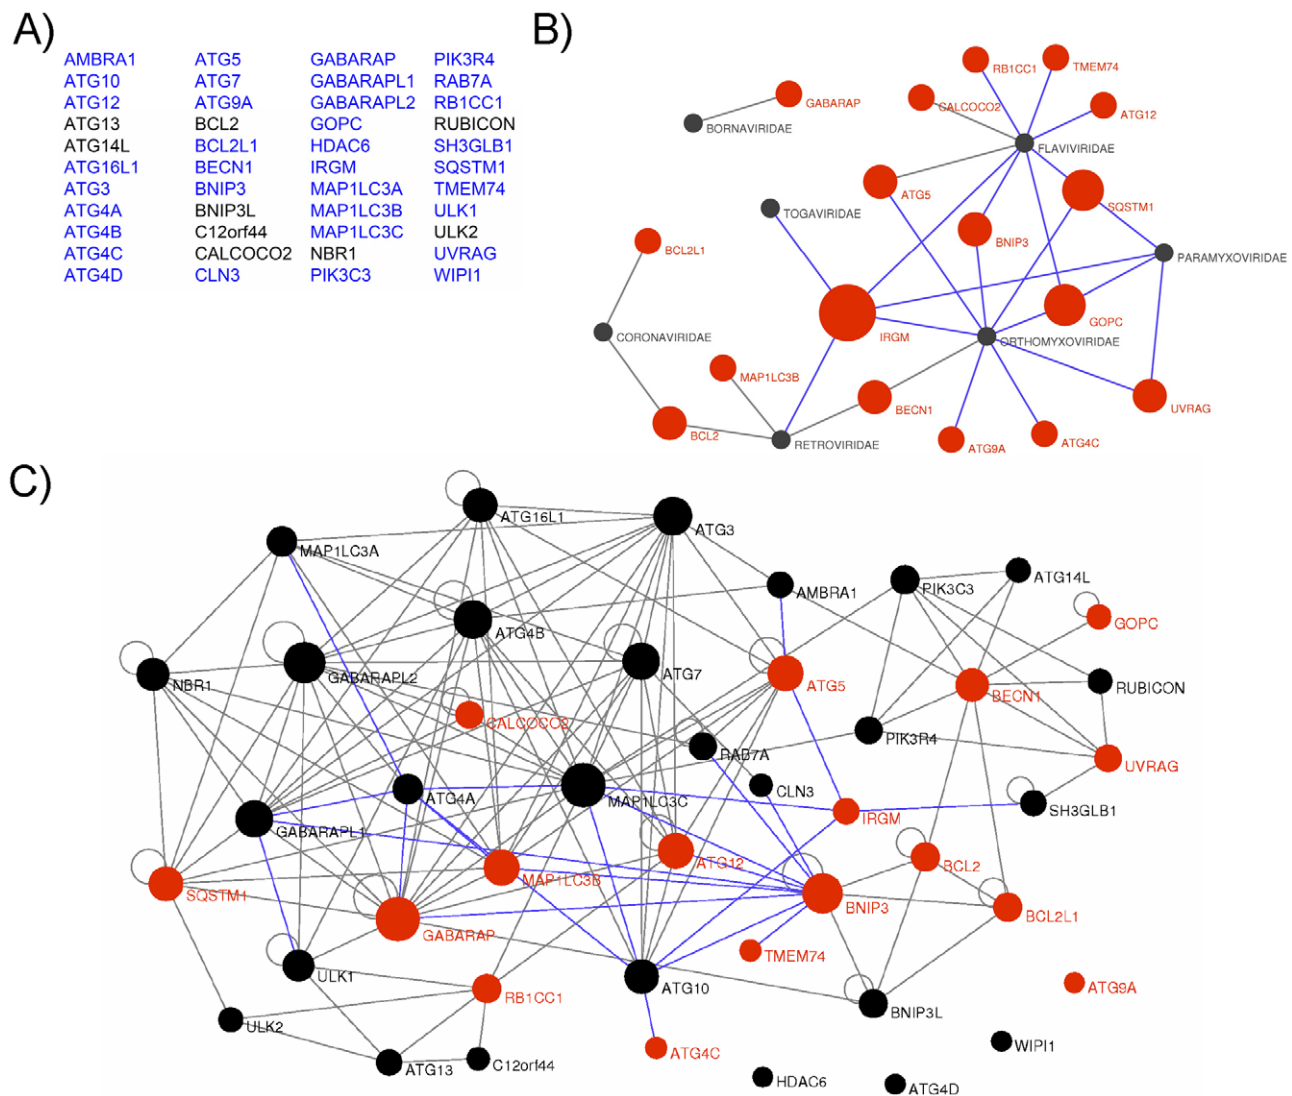 A)
AMBRA1 ATG5 GABARAP PIK3R4
ATG10 ATG7 GABARAPL1 RAB7A
ATG12 ATG9A GABARAPL2 RB1CC1
ATG13 BCL2 GOPC RUBICON
ATG14L BCL2L1 HDAC6 SH3GLB1
ATG16L1 BECN1 IRGM SQSTM1
ATG3 BNIP3 MAP1LC3A TMEM74
ATG4A BNIP3L MAP1LC3B ULK1
ATG4B C12orf44 MAP1LC3C ULK2
ATG4C CALCOCO2 NBR1 UVRAG
ATG4D CLN3 PIK3C3 WIPI1
B)
RB1CC1
TMEM74
CALCOCO2
GABARAP
ATG12
BORNAVIRIDAE
FLAVIVIRIDAE
ATG5
SQSTM1
TOGAVIRIDAE
BNIP3
BCL2L1
PARAMYXOVIRIDAE
GOPC
IRGM
CORONAVIRIDAE
ORTHOMYXOVIRIDAE
MAP1LC3B
BECN1
UVRAG
BCL2
RETROVIRIDAE
ATG9A
ATG4C
C)
ATG16L1
ATG3
MAP1LC3A
ATG14L
PIK3C3
AMBRA1
GOPC
ATG4B
ATG7
GABARAPL2
NBR1
ATG5
BECN1
RUBICON
CALCOCO2
PIK3R4
RAB7A
UVRAG
CLN3
ATG4A
MAP1LC3C
IRGM
SH3GLB1
GABARAPL1
ATG12
BCL2
MAP1LC3B
SQSTM1
BNIP3
BCL2L1
GABARAP
TMEM74
ULK1
ATG10
ATG9A
RB1CC1
BNIP3L
ULK2
WIPI1
ATG4C
C12orf44
ATG13
HDAC6
ATG4D